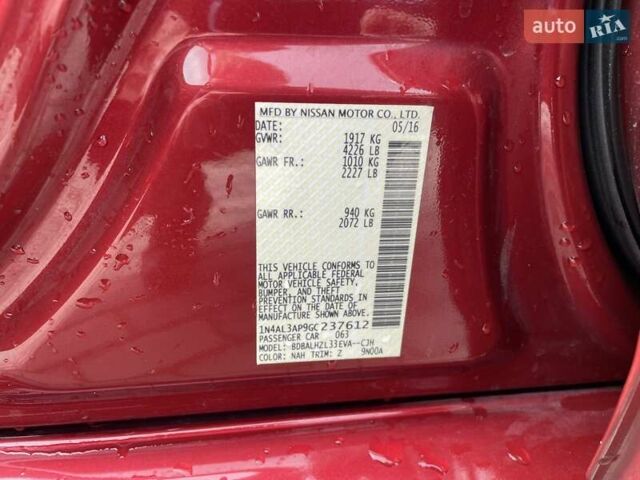 auto RIA.com
MFD BY NISSAN MOTOR CO., LTD.
DATE: 05/16
GVWR: 1917 KG
4226 LB
GAWR FR.: 1010 KG
2227 LB
GAWR RR.: 940 KG
2072 LB
THIS VEHICLE CONFORMS TO
ALL APPLICABLE FEDERAL
MOTOR VEHICLE SAFETY,
BUMPER, AND THEFT
PREVENTION STANDARDS IN
EFFECT ON THE DATE OF
MANUFACTURE SHOWN ABOVE.
1N4AL3AP9GC237612
PASSENGER CAR 063
MODEL: BDBALHZL33EVA--CJH
COLOR: NAH TRIM: Z 9N00A